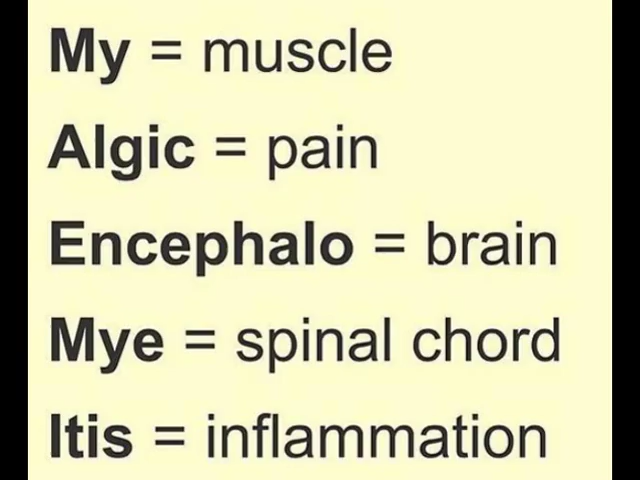 My = muscle
Algic = pain
Encephalo = brain
Mye = spinal chord
Itis = inflammation